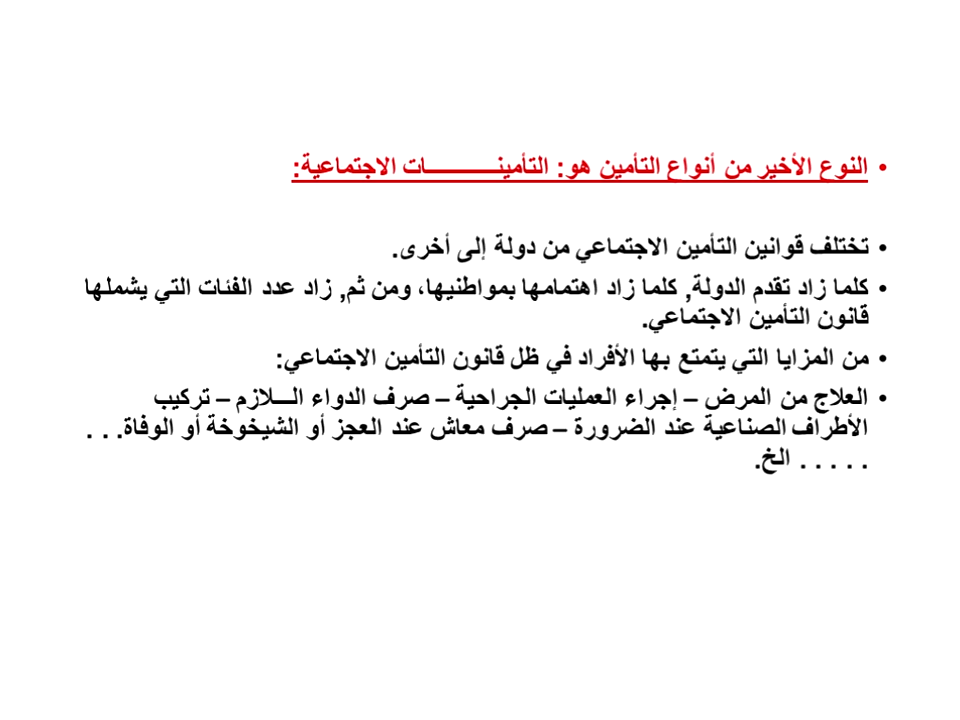 • النوع الأخير من أنواع التأمين هو: التأمينـــــــــــات الاجتماعية:
• تختلف قوانين التأمين الاجتماعي من دولة إلى أخرى.
• كلما زاد تقدم الدولة, كلما زاد اهتمامها بمواطنيها، ومن ثم, زاد عدد الفئات التي يشملها
قانون التأمين الاجتماعي.
• من المزايا التي يتمتع بها الأفراد في ظل قانون التأمين الاجتماعي:
• العلاج من المرض – إجراء العمليات الجراحية – صرف الدواء الـــلازم – تركيب
الأطراف الصناعية عند الضرورة – صرف معاش عند العجز أو الشيخوخة أو الوفاة. . .
. . . . . الخ.